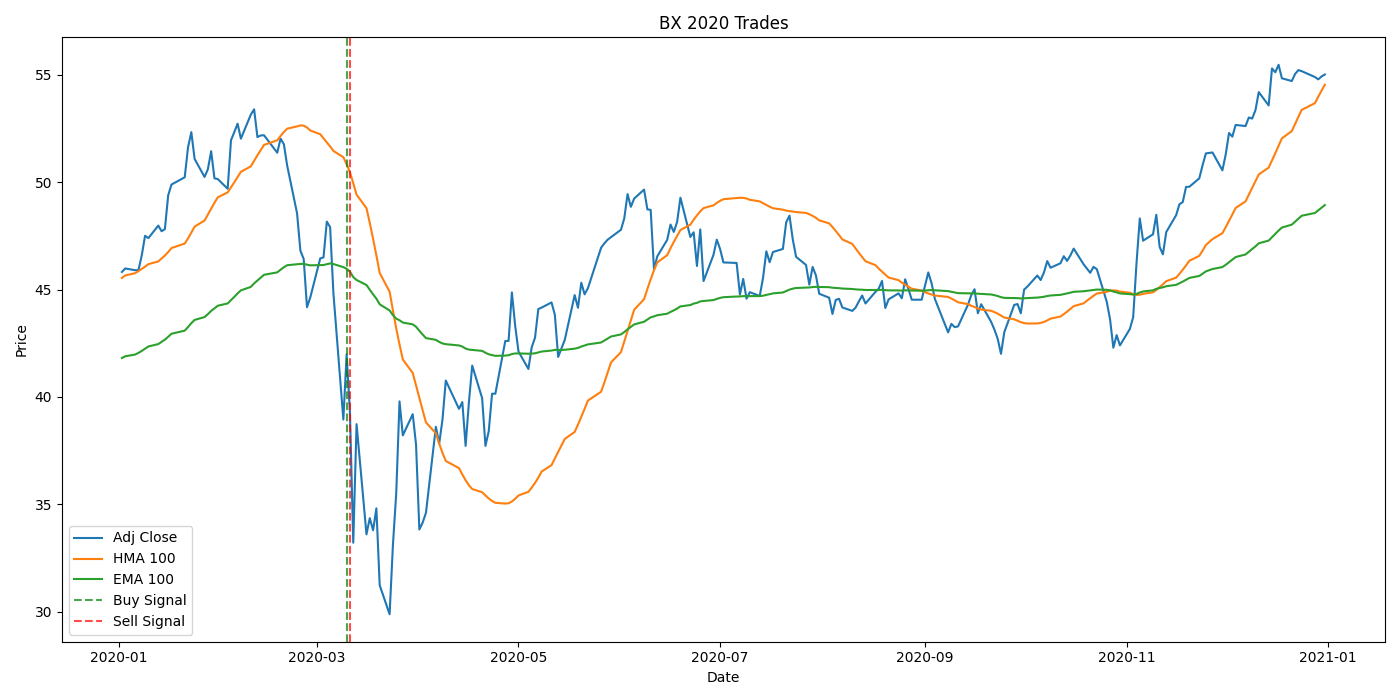 BX 2020 Trades
55
50
45
40
35
30
Price
Adj Close
HMA 100
EMA 100
Buy Signal
Sell Signal
2020-01 2020-03 2020-05 2020-07 2020-09 2020-11 2021-01
Date